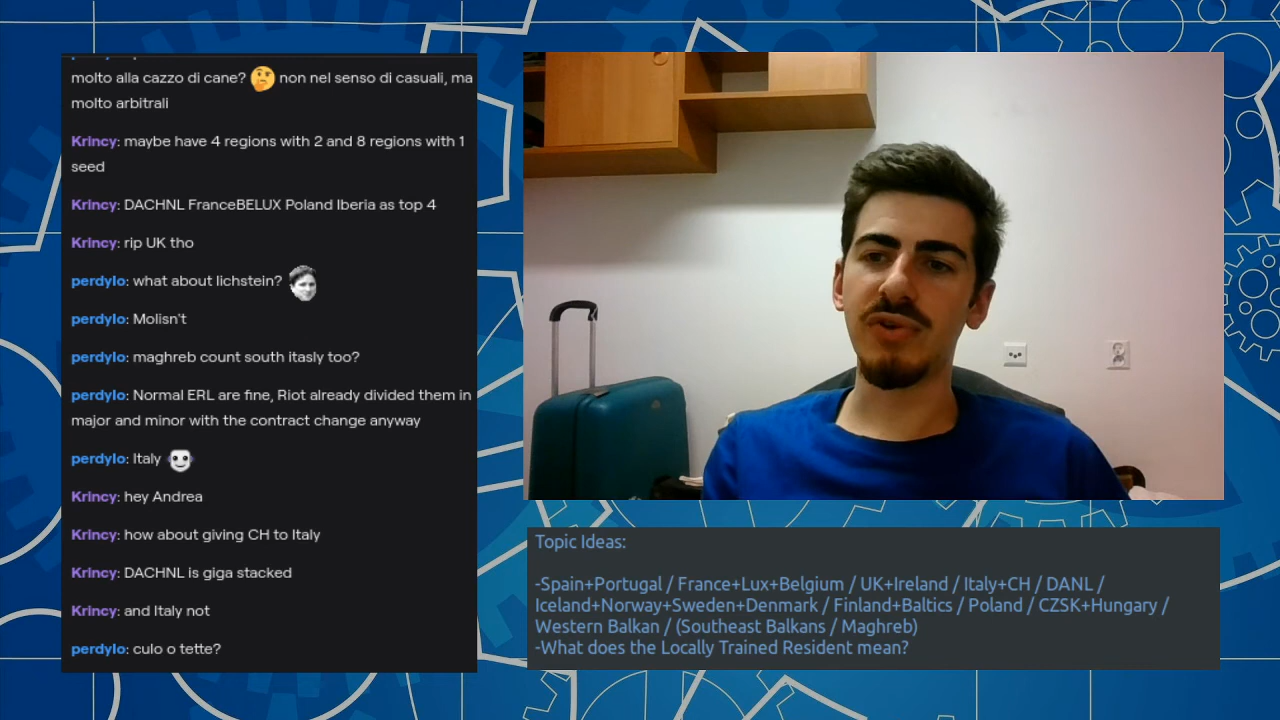 molto alla cazzo di cane? 🤔 non nel senso di casuali, ma
molto arbitrali
Krincy: maybe have 4 regions with 2 and 8 regions with 1
seed
Krincy: DACHNL FranceBELUX Poland Iberia as top 4
Krincy: rip UK tho
perdylo: what about lichstein?
perdylo: Molisn't
perdylo: maghreb count south itasly too?
perdylo: Normal ERL are fine, Riot already divided them in
major and minor with the contract change anyway
perdylo: Italy
Krincy: hey Andrea
Krincy: how about giving CH to Italy
Krincy: DACHNL is giga stacked
Krincy: and Italy not
perdylo: culo o tette?
Topic Ideas:
-Spain+Portugal / France+Lux+Belgium / UK+Ireland / Italy+CH / DANL /
Iceland+Norway+Sweden+Denmark / Finland+Baltics / Poland / CZSK+Hungary /
Western Balkan / (Southeast Balkans / Maghreb)
-What does the Locally Trained Resident mean?